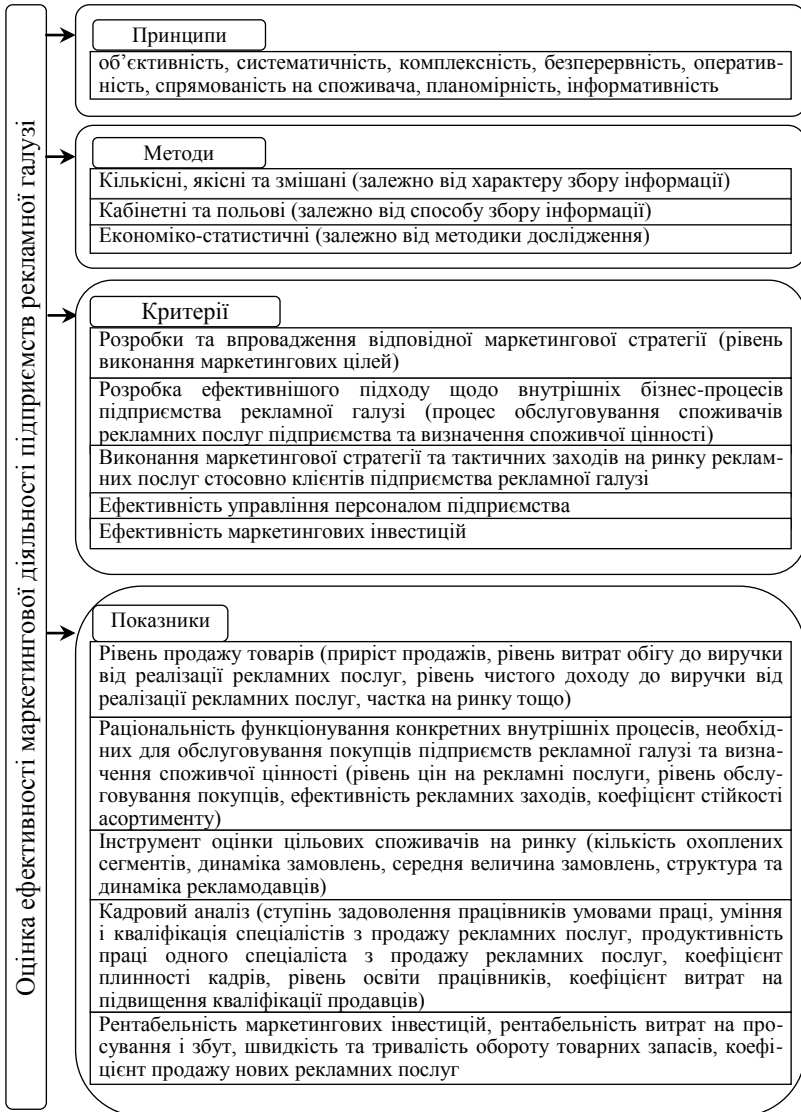 Оцінка ефективності маркетингової діяльності підприємств рекламної галузі
Принципи
об’єктивність, систематичність, комплексність, безперервність, оператив-
ність, спрямованість на споживача, планомірність, інформативність
Методи
Кількісні, якісні та змішані (залежно від характеру збору інформації)
Кабінетні та польові (залежно від способу збору інформації)
Економіко-статистичні (залежно від методики дослідження)
Критерії
Розробки та впровадження відповідної маркетингової стратегії (рівень
виконання маркетингових цілей)
Розробка ефективнішого підходу щодо внутрішніх бізнес-процесів
підприємства рекламної галузі (процес обслуговування споживачів
рекламних послуг підприємства та визначення споживчої цінності)
Виконання маркетингової стратегії та тактичних заходів на ринку реклам-
них послуг стосовно клієнтів підприємства рекламної галузі
Ефективність управління персоналом підприємства
Ефективність маркетингових інвестицій
Показники
Рівень продажу товарів (приріст продажів, рівень витрат обігу до виручки
від реалізації рекламних послуг, рівень чистого доходу до виручки від
реалізації рекламних послуг, частка на ринку тощо)
Раціональність функціонування конкретних внутрішніх процесів, необхід-
них для обслуговування покупців підприємств рекламної галузі та визна-
чення споживчої цінності (рівень цін на рекламні послуги, рівень обслу-
говування покупців, ефективність рекламних заходів, коефіцієнт стійкості
асортименту)
Інструмент оцінки цільових споживачів на ринку (кількість охоплених
сегментів, динаміка замовлень, середня величина замовлень, структура та
динаміка рекламодавців)
Кадровий аналіз (ступінь задоволення працівників умовами праці, уміння
і кваліфікація спеціалістів з продажу рекламних послуг, продуктивність
праці одного спеціаліста з продажу рекламних послуг, коефіцієнт
плинності кадрів, рівень освіти працівників, коефіцієнт витрат на
підвищення кваліфікації продавців)
Рентабельність маркетингових інвестицій, рентабельність витрат на про-
сування і збут, швидкість та тривалість обороту товарних запасів, коефі-
цієнт продажу нових рекламних послуг